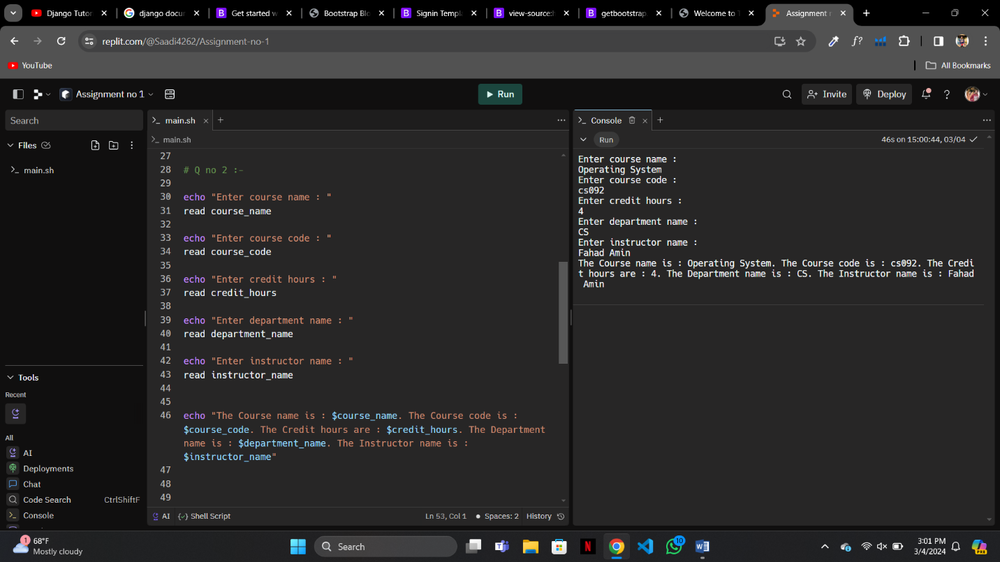 Django Tutor
django docur
Get started w
Bootstrap Blo
Signin Templa
view-source:h
getbootstrap.
Welcome to T
Assignment n
replit.com/@Saadi4262/Assignment-no-1
YouTube
All Bookmarks
Assignment no 1
Run
Invite
Deploy
Search
Files
main.sh
main.sh
main.sh
27
28 # Q no 2 :-
29
30 echo "Enter course name : "
31 read course_name
32
33 echo "Enter course code : "
34 read course_code
35
36 echo "Enter credit hours : "
37 read credit_hours
38
39 echo "Enter department name : "
40 read department_name
41
42 echo "Enter instructor name : "
43 read instructor_name
44
45
46 echo "The Course name is : $course_name. The Course code is :
$course_code. The Credit hours are : $credit_hours. The Department
name is : $department_name. The Instructor name is :
$instructor_name"
47
48
49
AI
Shell Script
Ln 53, Col 1
Spaces: 2
History
Console
Run
46s on 15:00:44, 03/04
Enter course name :
Operating System
Enter course code :
cs092
Enter credit hours :
4
Enter department name :
CS
Enter instructor name :
Fahad Amin
The Course name is : Operating System. The Course code is : cs092. The Credi
t hours are : 4. The Department name is : CS. The Instructor name is : Fahad
Amin
Tools
Recent
All
AI
Deployments
Chat
Code Search CtrlShiftF
Console
1
68°F
Mostly cloudy
Search
10
3:01 PM
3/4/2024
PRE